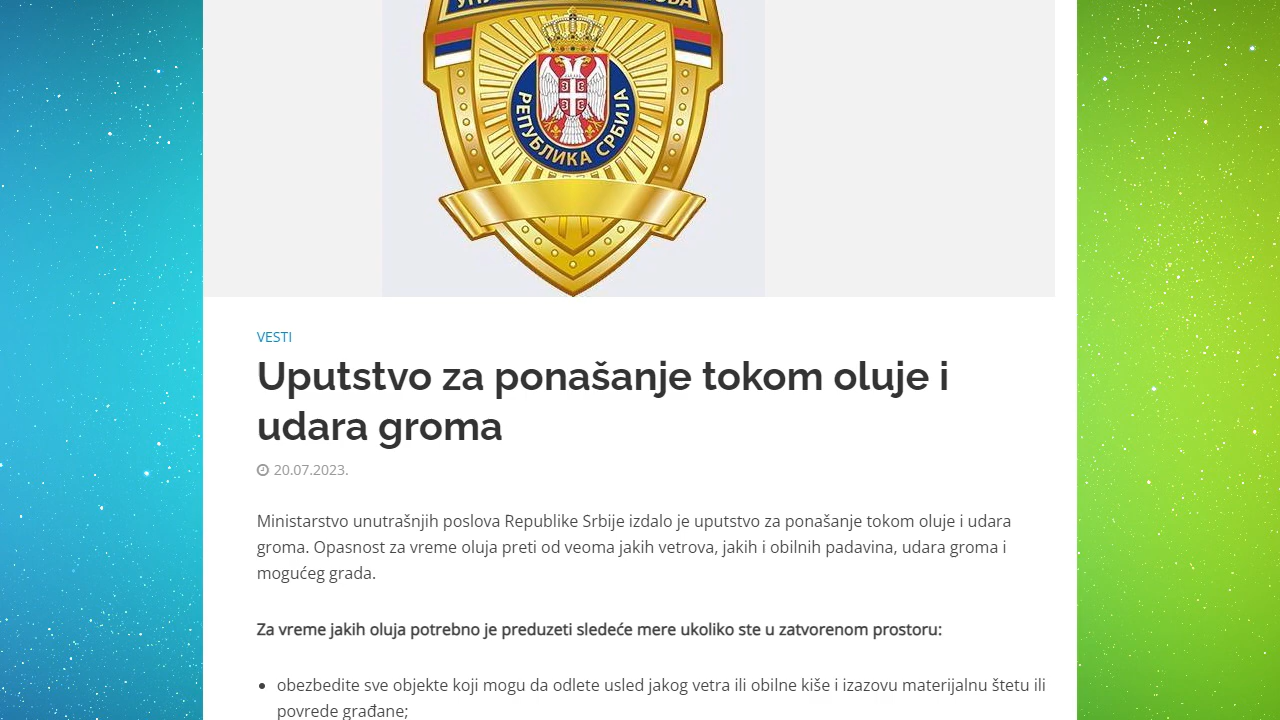 РЕПУБЛИКА СРБИЈА
VESTI
Uputstvo za ponašanje tokom oluje i
udara groma
20.07.2023.
Ministarstvo unutrašnjih poslova Republike Srbije izdalo je uputstvo za ponašanje tokom oluje i udara
groma. Opasnost za vreme oluja preti od veoma jakih vetrova, jakih i obilnih padavina, udara groma i
mogućeg grada.
Za vreme jakih oluja potrebno je preduzeti sledeće mere ukoliko ste u zatvorenom prostoru:
obezbedite sve objekte koji mogu da odlete usled jakog vetra ili obilne kiše i izazovu materijalnu štetu ili
povrede građane;